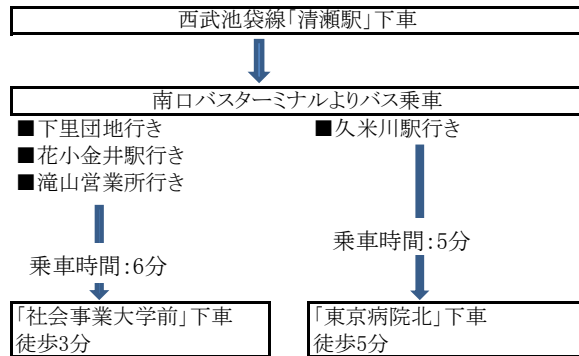 西武池袋線「清瀬駅」下車
南口バスターミナルよりバス乗車
■下里団地行き
■花小金井駅行き
■滝山営業所行き
乗車時間:6分
「社会事業大学前」下車
徒歩3分
■久米川駅行き
乗車時間:5分
「東京病院北」下車
徒歩5分